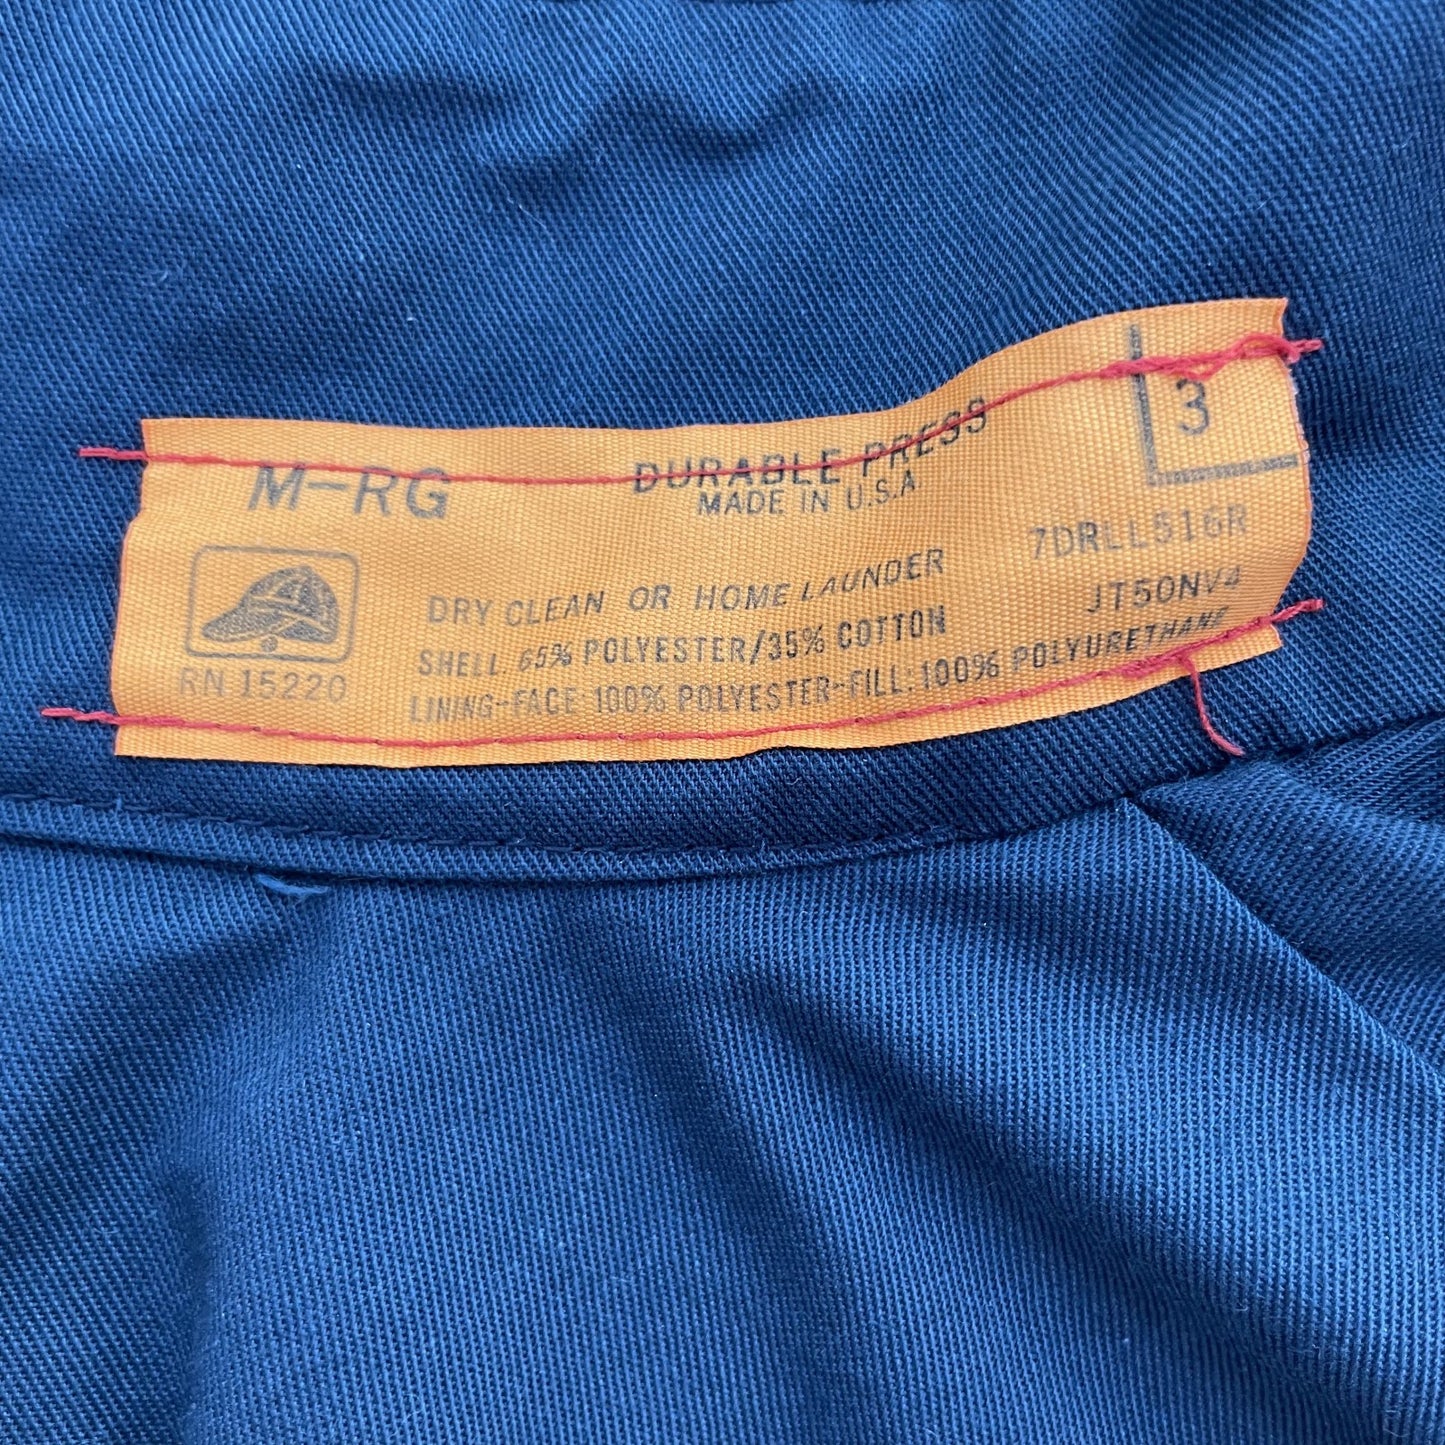 M-RG
DURABLE PRESS
MADE IN U.S.A
3
7DRLL516R
JT50NV4
DRY CLEAN OR HOME LAUNDER
SHELL 65% POLYESTER/35% COTTON
LINING-FACE 100% POLYESTER-FILL: 100% POLYURETHANE
RN 15220